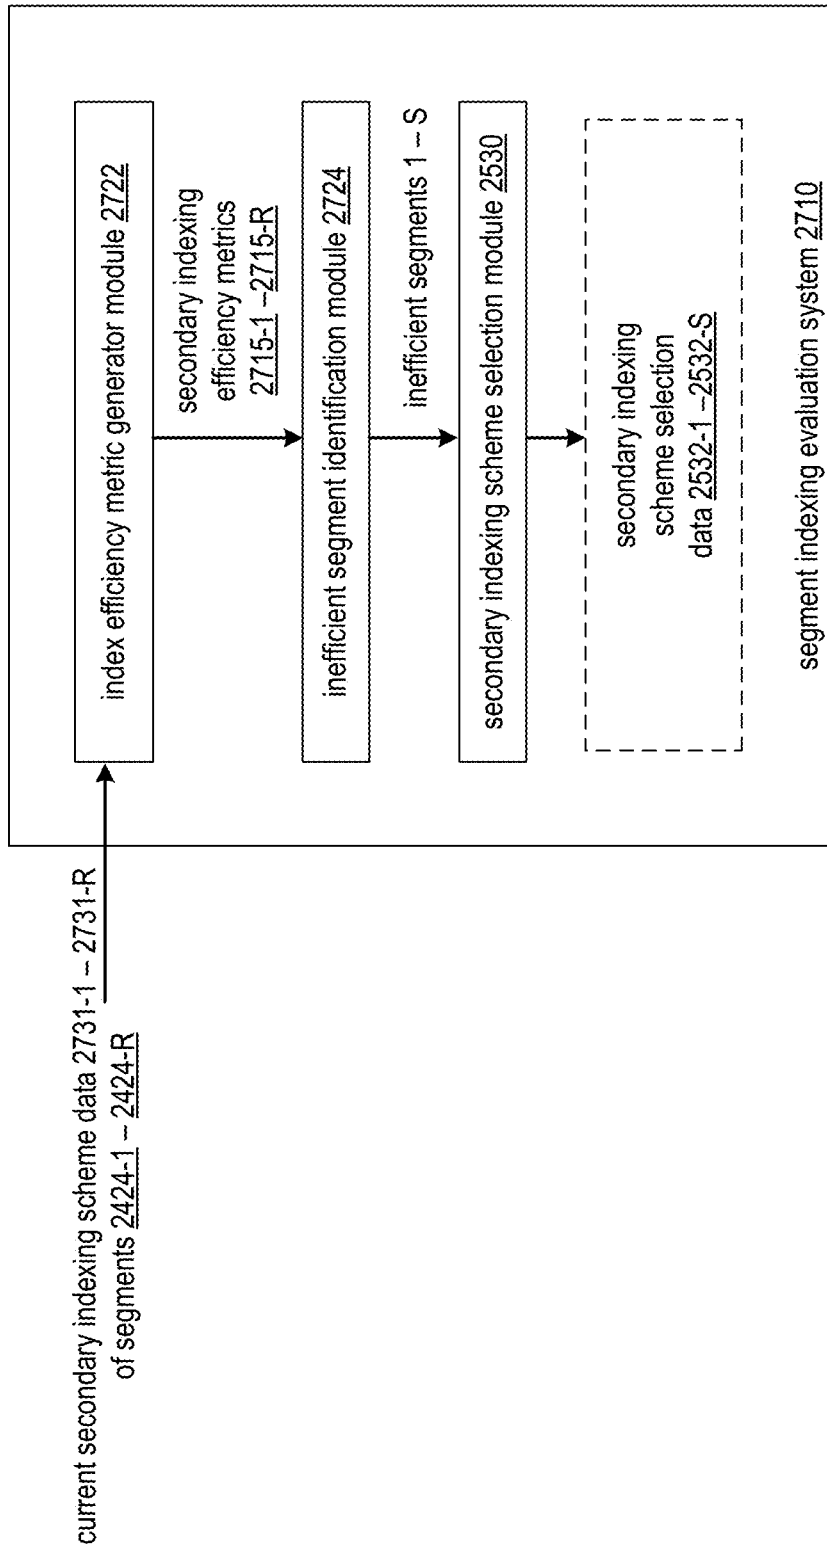 current secondary indexing scheme data 2731-1 – 2731-R
of segments 2424-1 – 2424-R
index efficiency metric generator module 2722
secondary indexing
efficiency metrics
2715-1 –2715-R
inefficient segment identification module 2724
inefficient segments 1 – S
secondary indexing scheme selection module 2530
secondary indexing
scheme selection
data 2532-1 –2532-S
segment indexing evaluation system 2710